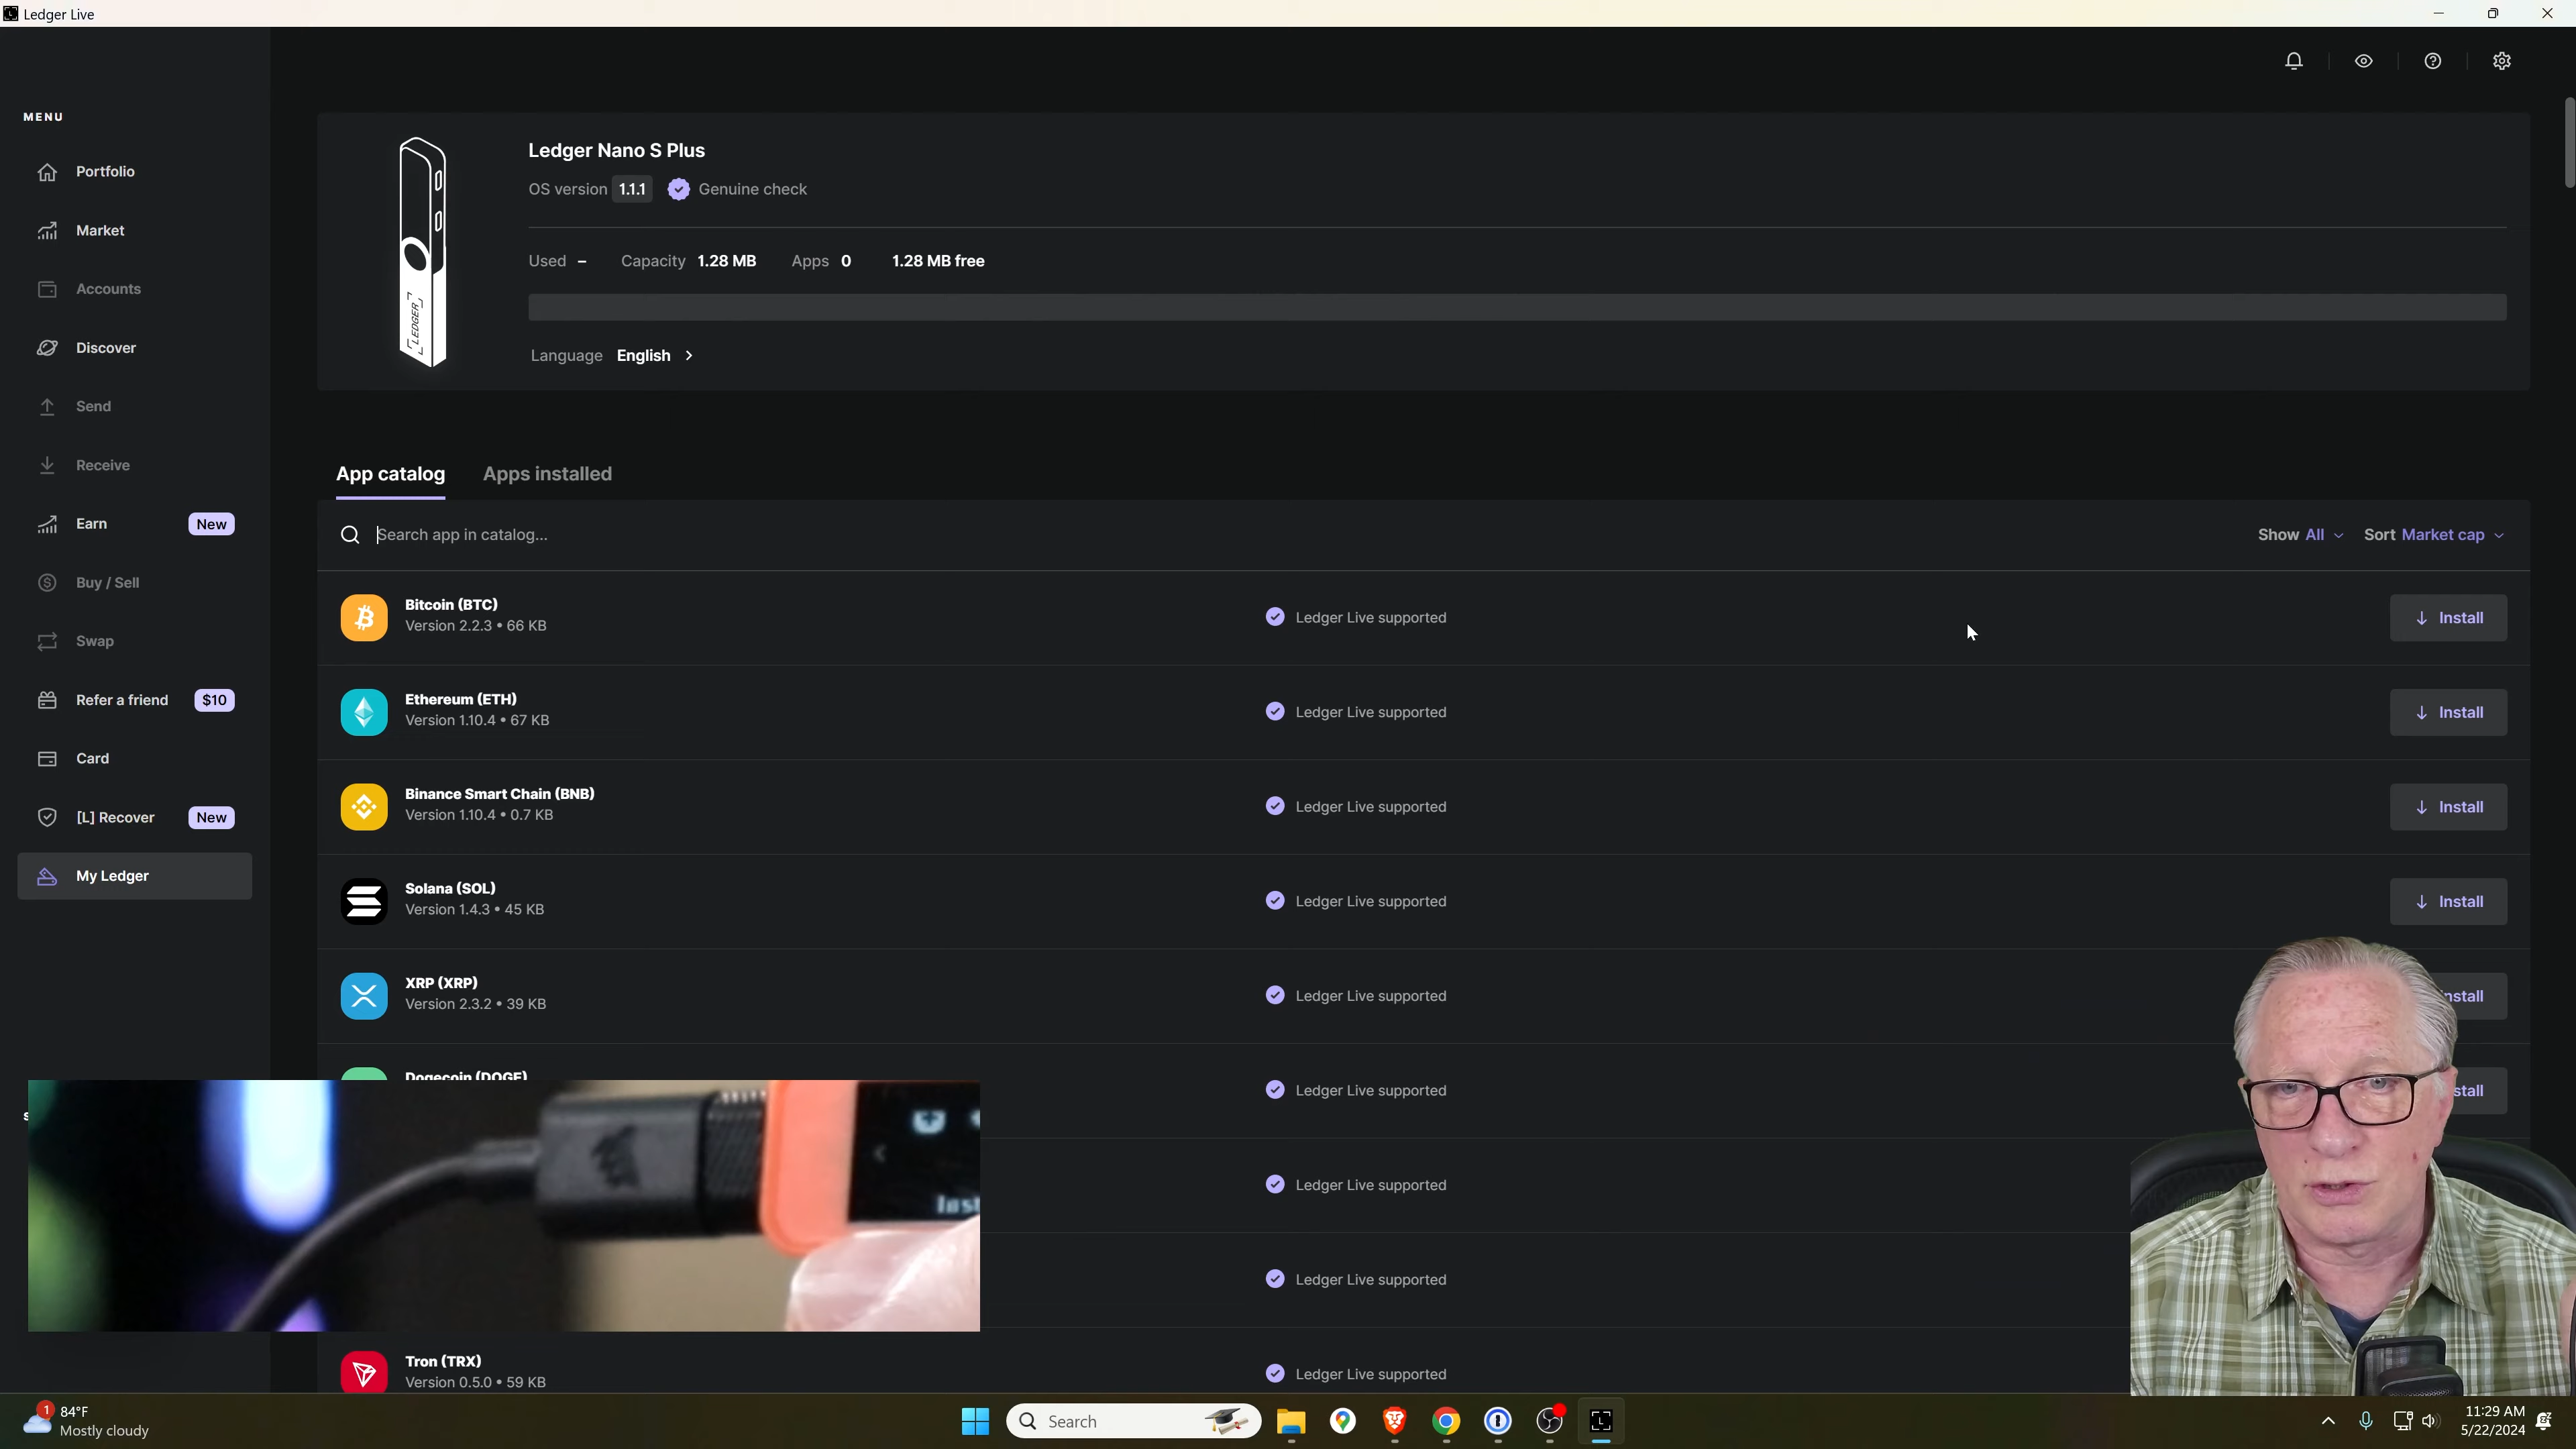 Ledger Live
MENU
Portfolio
Market
Accounts
Discover
Send
Receive
Earn New
Buy / Sell
Swap
Refer a friend $10
Card
[L] Recover New
My Ledger
LEDGER
Ledger Nano S Plus
OS version 1.1.1 Genuine check
Used – Capacity 1.28 MB Apps 0 1.28 MB free
Language English
App catalog Apps installed
Search app in catalog...
Show All Sort Market cap
Bitcoin (BTC)
Version 2.2.3 • 66 KB
Ledger Live supported
Install
Ethereum (ETH)
Version 1.10.4 • 67 KB
Ledger Live supported
Install
Binance Smart Chain (BNB)
Version 1.10.4 • 0.7 KB
Ledger Live supported
Install
Solana (SOL)
Version 1.4.3 • 45 KB
Ledger Live supported
Install
XRP (XRP)
Version 2.3.2 • 39 KB
Ledger Live supported
nstall
Dogecoin (DOGE)
Ledger Live supported
stall
Ledger Live supported
Ledger Live supported
Inst
Tron (TRX)
Version 0.5.0 • 59 KB
Ledger Live supported
1
84°F
Mostly cloudy
Search
11:29 AM
5/22/2024